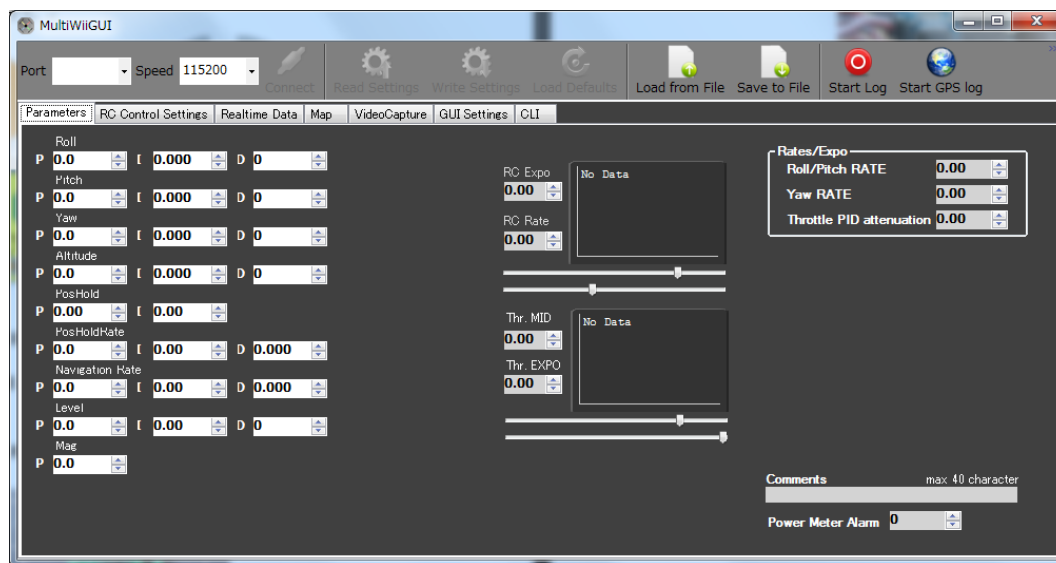 MultiWiiGUI
Port Speed 115200 Connect Read Settings Write Settings Load Defaults Load from File Save to File Start Log Start GPS log
Parameters RC Control Settings Realtime Data Map VideoCapture GUI Settings CLI
Roll
P 0.0 I 0.000 D 0
Pitch
P 0.0 I 0.000 D 0
Yaw
P 0.0 I 0.000 D 0
Altitude
P 0.0 I 0.000 D 0
PosHold
P 0.00 I 0.00
PosHoldRate
P 0.0 I 0.00 D 0.000
Navigation Rate
P 0.0 I 0.00 D 0.000
Level
P 0.0 I 0.00 D 0
Mag
P 0.0
RC Expo
0.00
RC Rate
0.00
No Data
Thr. MID
0.00
Thr. EXPO
0.00
No Data
Rates/Expo
Roll/Pitch RATE 0.00
Yaw RATE 0.00
Throttle PID attenuation 0.00
Comments max 40 character
Power Meter Alarm 0